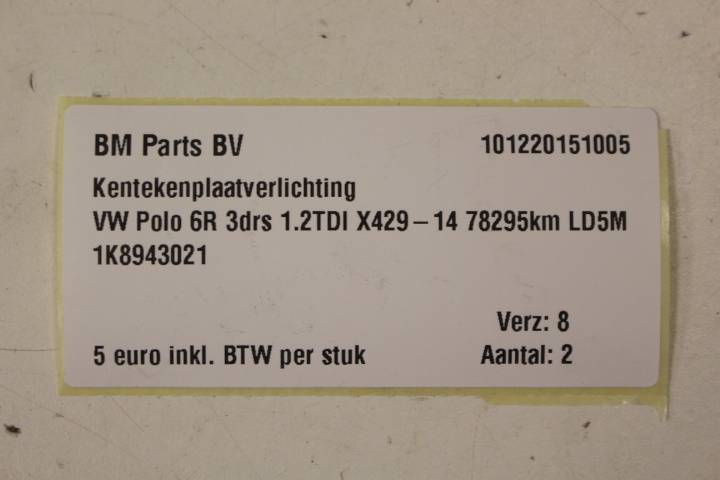 BM Parts BV 101220151005
Kentekenplaatverlichting
VW Polo 6R 3drs 1.2TDI X429-14 78295km LD5M
1K8943021
Verz: 8
5 euro inkl. BTW per stuk Aantal: 2